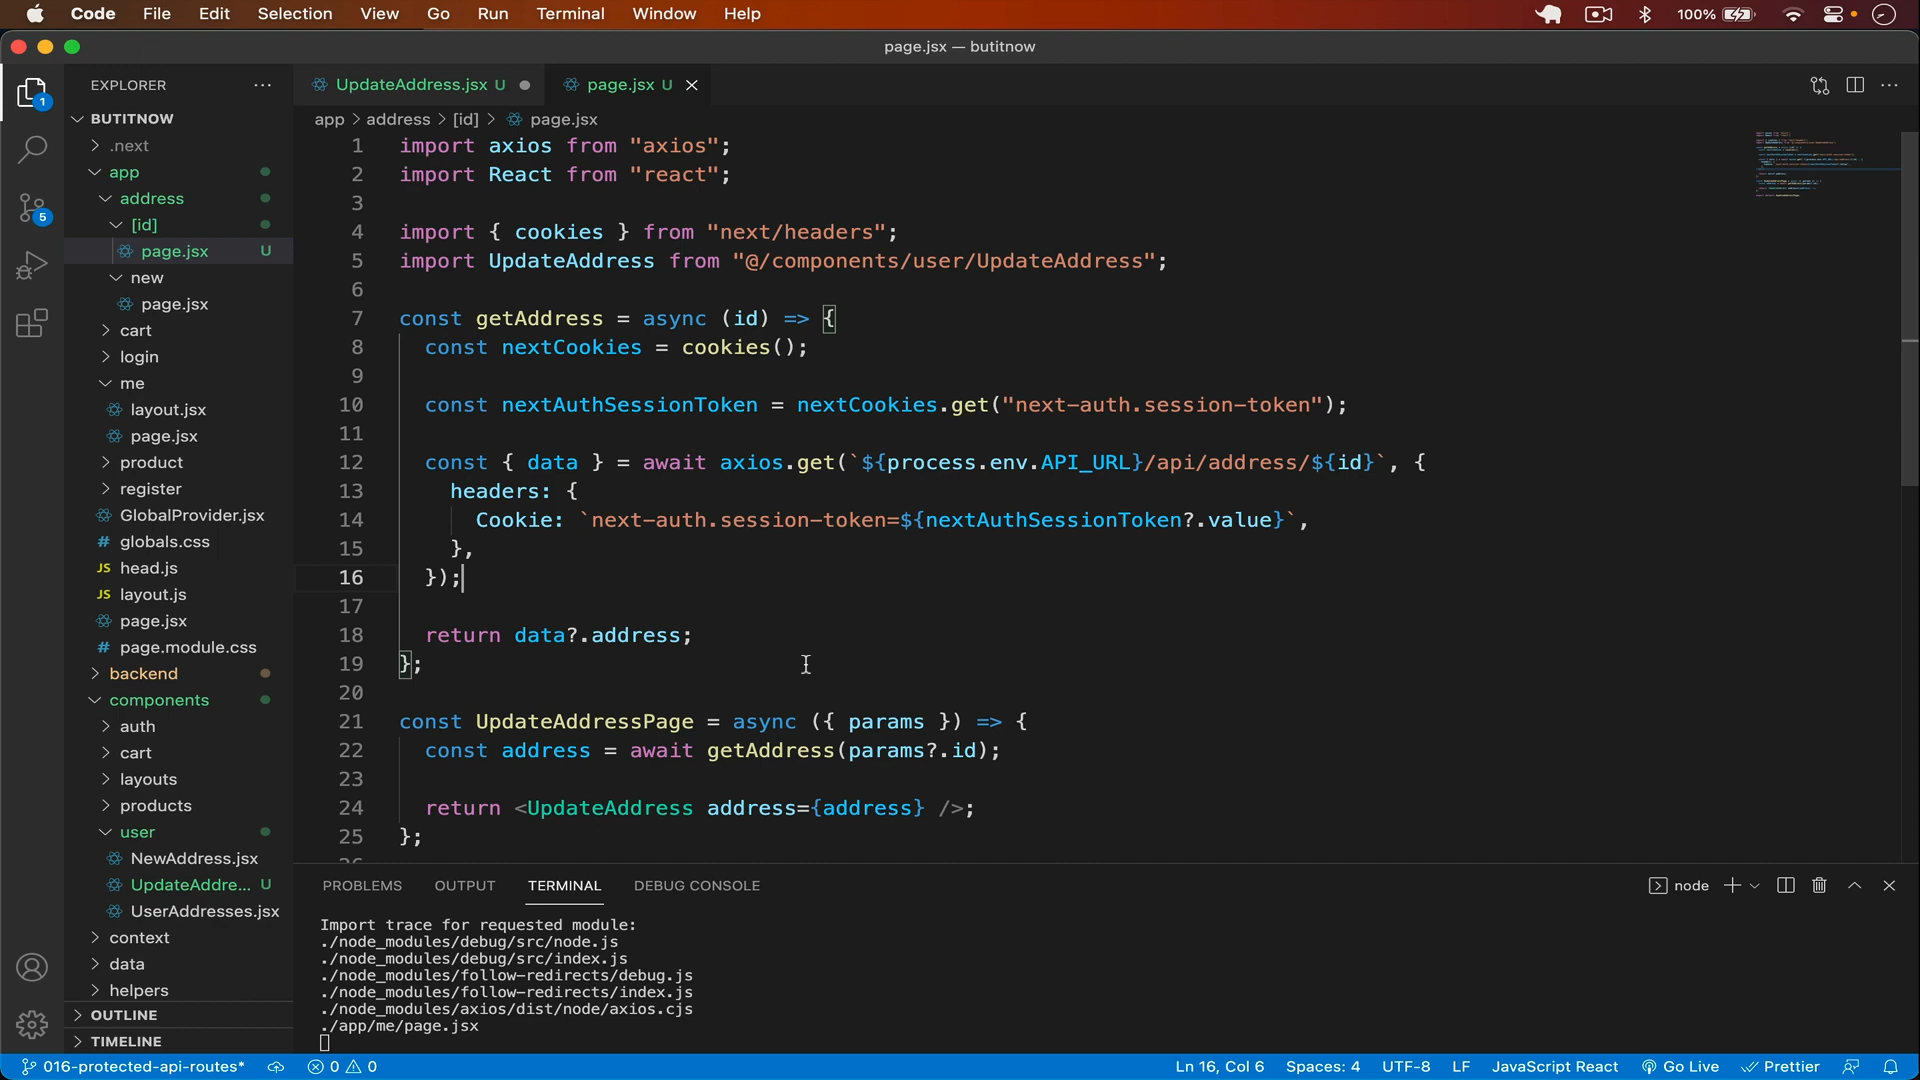 Code File Edit Selection View Go Run Terminal Window Help 100%
page.jsx — butitnow
EXPLORER
UpdateAddress.jsx U
page.jsx U
app > address > [id] > page.jsx
BUTITNOW
.next
app
address
[id]
page.jsx U
new
page.jsx
cart
login
me
layout.jsx
page.jsx
product
register
GlobalProvider.jsx
# globals.css
JS head.js
JS layout.js
page.jsx
# page.module.css
backend
components
auth
cart
layouts
products
user
NewAddress.jsx
UpdateAddre... U
UserAddresses.jsx
context
data
helpers
OUTLINE
TIMELINE
1
5
1 import axios from "axios";
2 import React from "react";
3
4 import { cookies } from "next/headers";
5 import UpdateAddress from "@/components/user/UpdateAddress";
6
7 const getAddress = async (id) => {
8 const nextCookies = cookies();
9
10 const nextAuthSessionToken = nextCookies.get("next-auth.session-token");
11
12 const { data } = await axios.get(`${process.env.API_URL}/api/address/${id}`, {
13 headers: {
14 Cookie: `next-auth.session-token=${nextAuthSessionToken?.value}`,
15 },
16 });
17
18 return data?.address;
19 };
20
21 const UpdateAddressPage = async ({ params }) => {
22 const address = await getAddress(params?.id);
23
24 return <UpdateAddress address={address} />;
25 };
PROBLEMS OUTPUT TERMINAL DEBUG CONSOLE
node
Import trace for requested module:
./node_modules/debug/src/node.js
./node_modules/debug/src/index.js
./node_modules/follow-redirects/debug.js
./node_modules/follow-redirects/index.js
./node_modules/axios/dist/node/axios.cjs
./app/me/page.jsx
016-protected-api-routes* 0 0 Ln 16, Col 6 Spaces: 4 UTF-8 LF JavaScript React Go Live Prettier